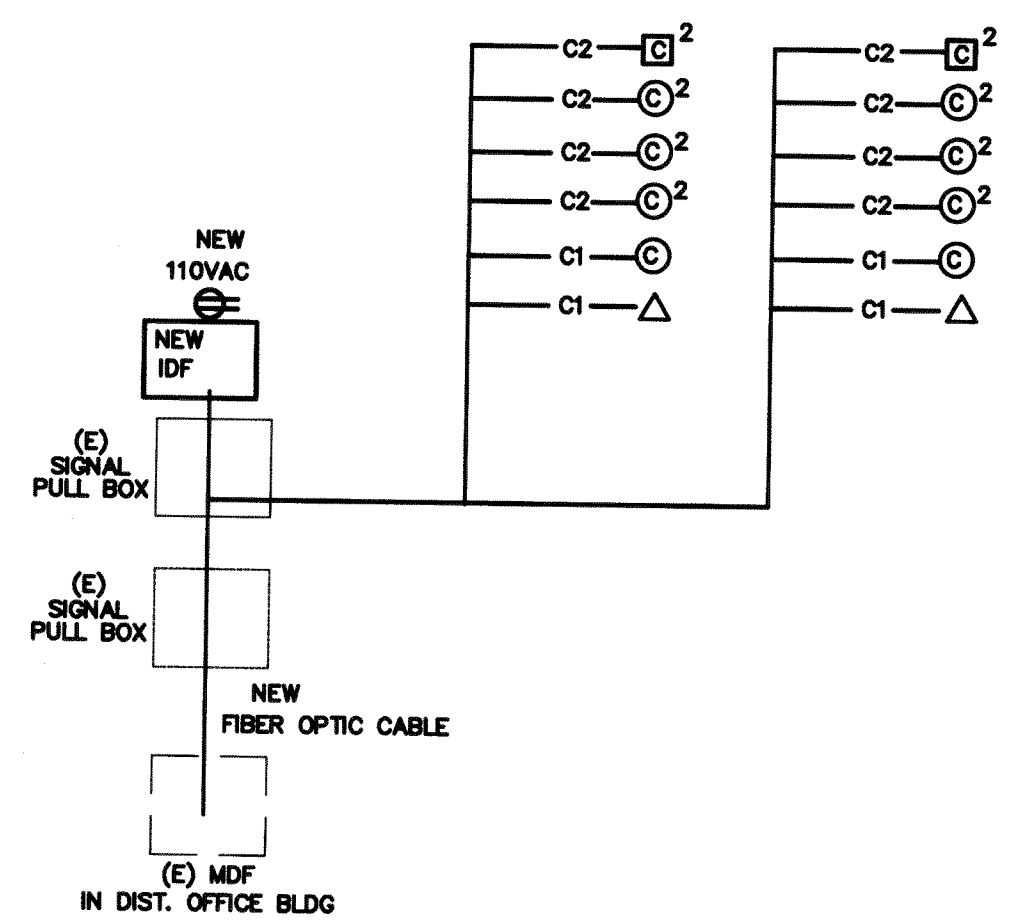 C2 C 2
C2 C 2
C2 C 2
C2 C 2
C1 C
C1
C2 C 2
C2 C 2
C2 C 2
C2 C 2
C1 C
C1
NEW
110VAC
NEW
IDF
(E)
SIGNAL
PULL BOX
(E)
SIGNAL
PULL BOX
NEW
FIBER OPTIC CABLE
(E) MDF
IN DIST. OFFICE BLDG